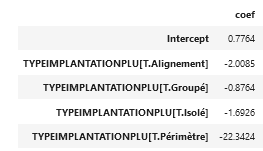 coef
Intercept 0.7764
TYPEIMPLANTATIONPLU[T.Alignement] -2.0085
TYPEIMPLANTATIONPLU[T.Groupé] -0.8764
TYPEIMPLANTATIONPLU[T.Isolé] -1.6926
TYPEIMPLANTATIONPLU[T.Périmètre] -22.3424